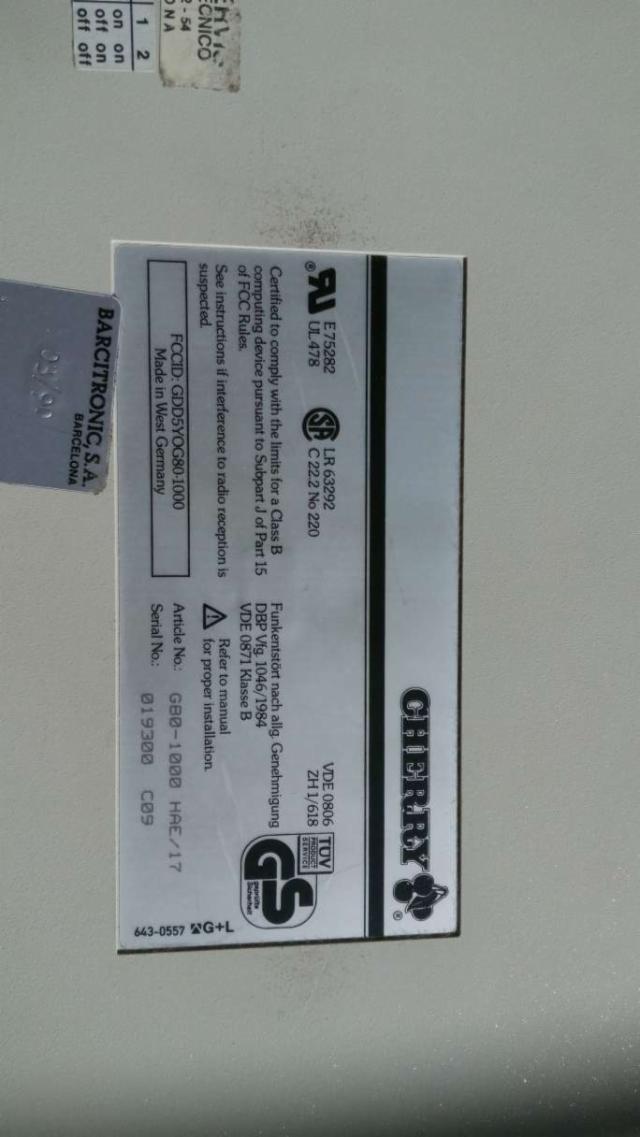 CHERRY
®
E 75282
UL 478
®
SA
LR 63292
C 22.2 No 220
VDE 0806
ZH 1/618
TÜV
PRODUCT
SERVICE
GS
geprüfte
Sicherheit
Certified to comply with the limits for a Class B
computing device pursuant to Subpart J of Part 15
of FCC Rules.
See instructions if interference to radio reception is
suspected.
FCCID: GDD5YOG80-1000
Made in West Germany
Funkentstört nach allg. Genehmigung
DBP Vfg. 1046/1984
VDE 0871 Klasse B
Refer to manual
for proper installation.
Article No.: G80-1000 HAE/17
Serial No.: 019300 C09
643-0557 G+L
BARCITRONIC, S.A.
BARCELONA
03/90
ECNICO
- 54
1 2
on on
off on
off off